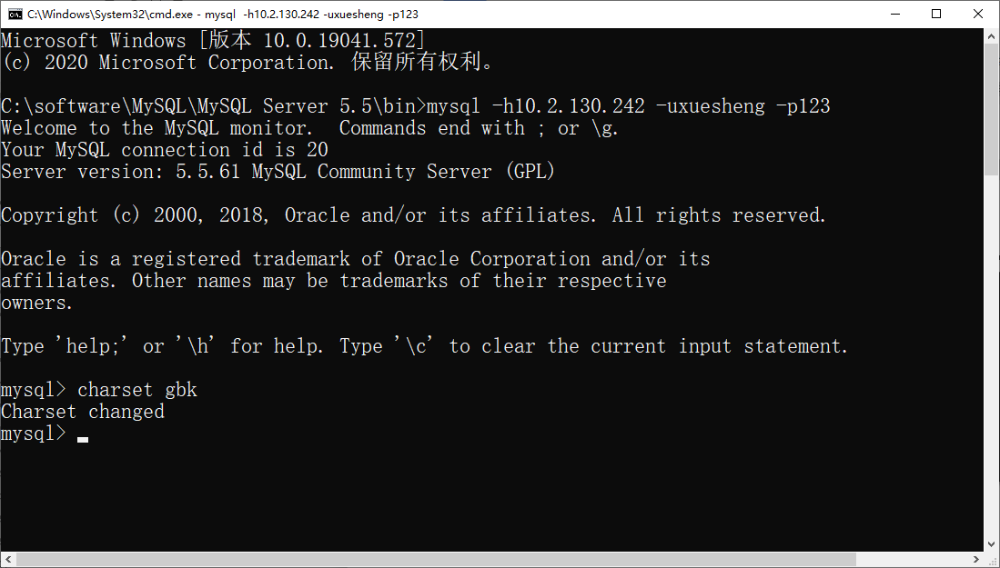 C:\Windows\System32\cmd.exe - mysql  -h10.2.130.242 -uxuesheng -p123
Microsoft Windows [版本 10.0.19041.572]
(c) 2020 Microsoft Corporation. 保留所有权利。
C:\software\MySQL\MySQL Server 5.5\bin>mysql -h10.2.130.242 -uxuesheng -p123
Welcome to the MySQL monitor.  Commands end with ; or \g.
Your MySQL connection id is 20
Server version: 5.5.61 MySQL Community Server (GPL)
Copyright (c) 2000, 2018, Oracle and/or its affiliates. All rights reserved.
Oracle is a registered trademark of Oracle Corporation and/or its
affiliates. Other names may be trademarks of their respective
owners.
Type 'help;' or '\h' for help. Type '\c' to clear the current input statement.
mysql> charset gbk
Charset changed
mysql>